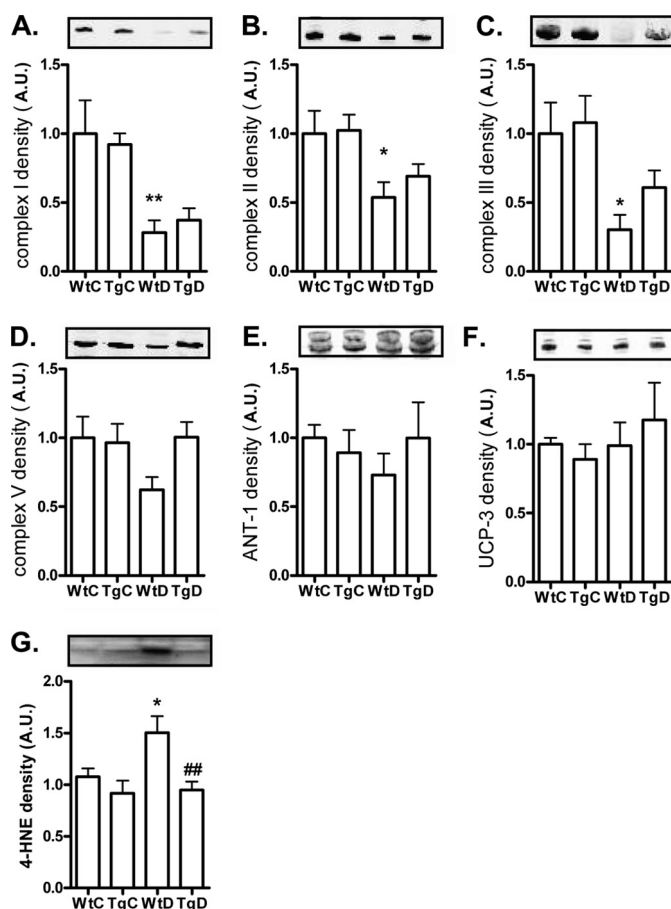 A.
complex I density ( A.U.)
1.5
1.0
0.5
0.0
**
WtC TgC WtD TgD
B.
complex II density ( A.U.)
1.5
1.0
0.5
0.0
*
WtC TgC WtD TgD
C.
complex III density ( A.U.)
1.5
1.0
0.5
0.0
*
WtC TgC WtD TgD
D.
complex V density (A.U.)
1.5
1.0
0.5
0.0
WtC TgC WtD TgD
E.
ANT-1 density (A.U.)
1.5
1.0
0.5
0.0
WtC TgC WtD TgD
F.
UCP-3 density (A.U.)
1.5
1.0
0.5
0.0
WtC TgC WtD TgD
G.
4-HNE density (A.U.)
2.0
1.5
1.0
0.5
0.0
*
##
WtC TgC WtD TgD